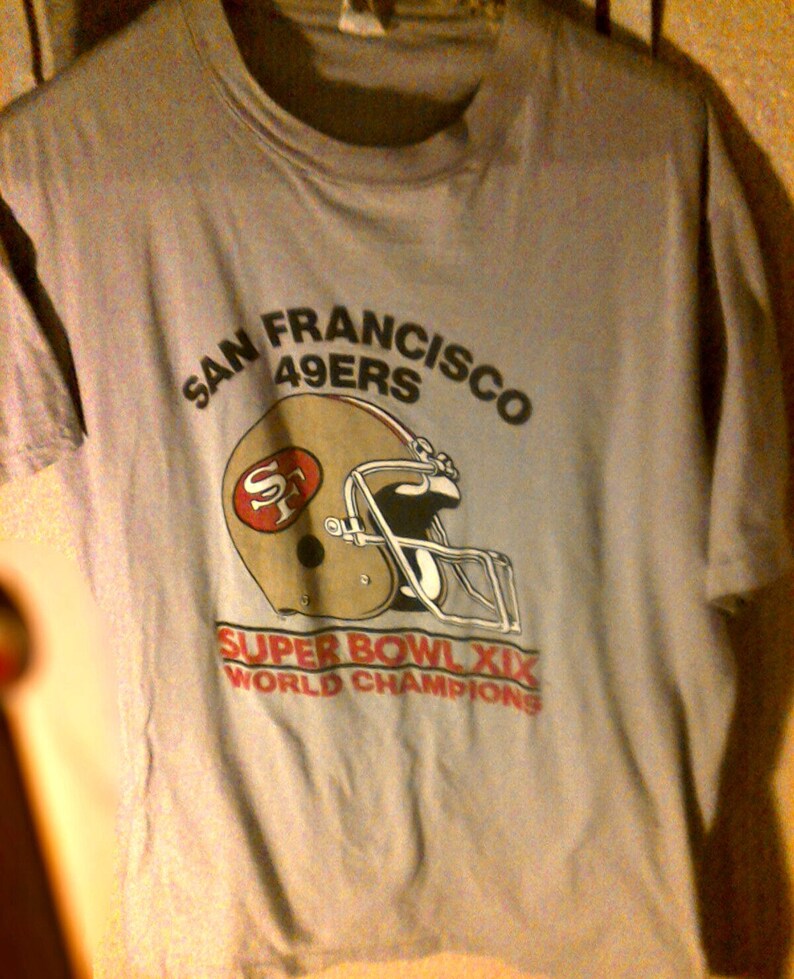 SAN FRANCISCO
49ERS
SF
SUPER BOWL XIX
WORLD CHAMPIONS